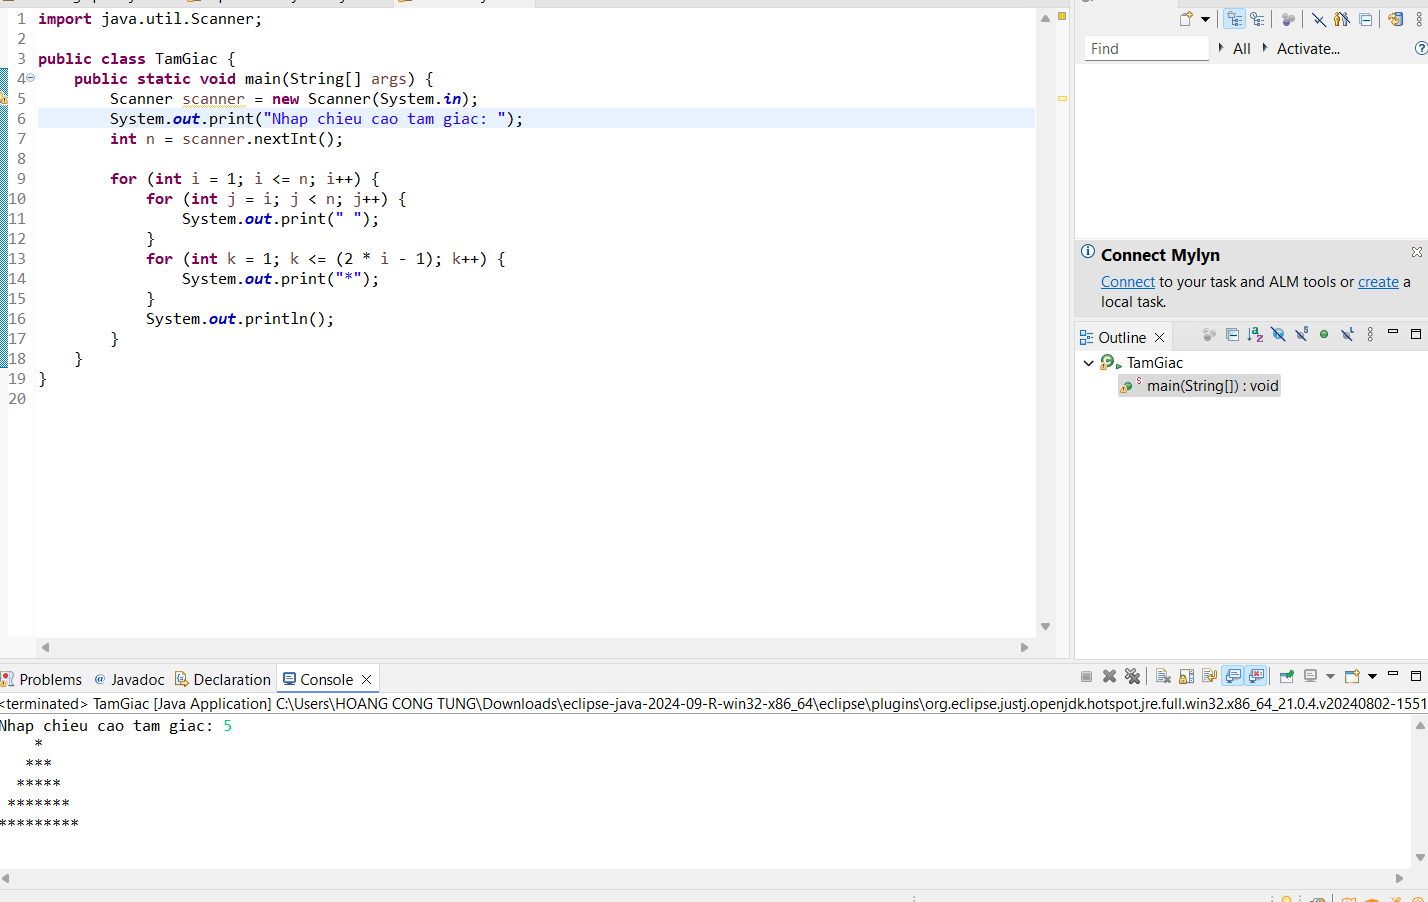 1 import java.util.Scanner;
2
3 public class TamGiac {
4 public static void main(String[] args) {
5 Scanner scanner = new Scanner(System.in);
6 System.out.print("Nhap chieu cao tam giac: ");
7 int n = scanner.nextInt();
8
9 for (int i = 1; i <= n; i++) {
10 for (int j = i; j < n; j++) {
11 System.out.print(" ");
12 }
13 for (int k = 1; k <= (2 * i - 1); k++) {
14 System.out.print("*");
15 }
16 System.out.println();
17 }
18 }
19 }
20
Find
All
Activate...
Connect Mylyn
Connect to your task and ALM tools or create a
local task.
Outline
TamGiac
main(String[]) : void
Problems @ Javadoc Declaration Console
<terminated> TamGiac [Java Application] C:\Users\HOANG CONG TUNG\Downloads\eclipse-java-2024-09-R-win32-x86_64\eclipse\plugins\org.eclipse.justj.openjdk.hotspot.jre.full.win32.x86_64_21.0.4.v20240802-1551
Nhap chieu cao tam giac: 5
*
***
*****
*******
*********